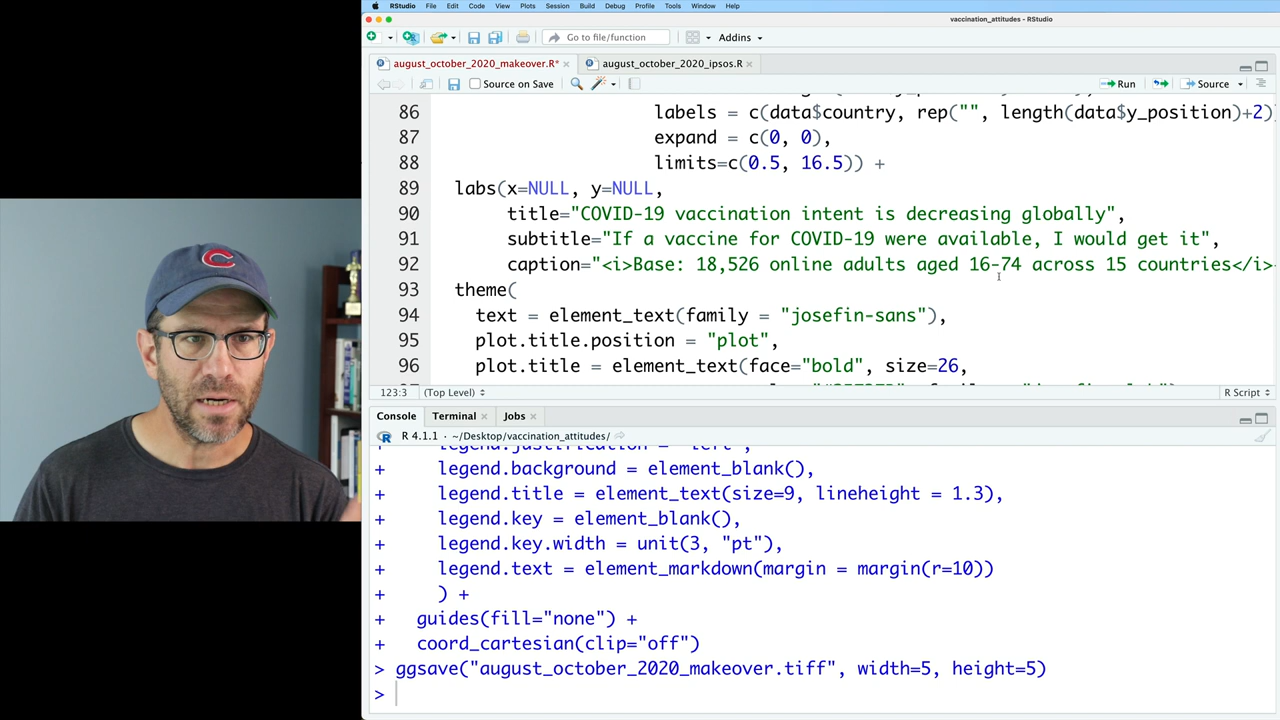 RStudio File Edit Code View Plots Session Build Debug Profile Tools Window Help
vaccination_attitudes - RStudio
Go to file/function Addins
august_october_2020_makeover.R* august_october_2020_ipsos.R
Source on Save Run Source
86 labels = c(data$country, rep("", length(data$y_position)+2))
87 expand = c(0, 0),
88 limits=c(0.5, 16.5)) +
89 labs(x=NULL, y=NULL,
90 title="COVID-19 vaccination intent is decreasing globally",
91 subtitle="If a vaccine for COVID-19 were available, I would get it",
92 caption="<i>Base: 18,526 online adults aged 16-74 across 15 countries</i>
93 theme(
94 text = element_text(family = "josefin-sans"),
95 plot.title.position = "plot",
96 plot.title = element_text(face="bold", size=26,
123:3 (Top Level) R Script
Console Terminal Jobs
R 4.1.1 · ~/Desktop/vaccination_attitudes/
+ legend.justification = "left",
+ legend.background = element_blank(),
+ legend.title = element_text(size=9, lineheight = 1.3),
+ legend.key = element_blank(),
+ legend.key.width = unit(3, "pt"),
+ legend.text = element_markdown(margin = margin(r=10))
+ ) +
+ guides(fill="none") +
+ coord_cartesian(clip="off")
> ggsave("august_october_2020_makeover.tiff", width=5, height=5)
>
C